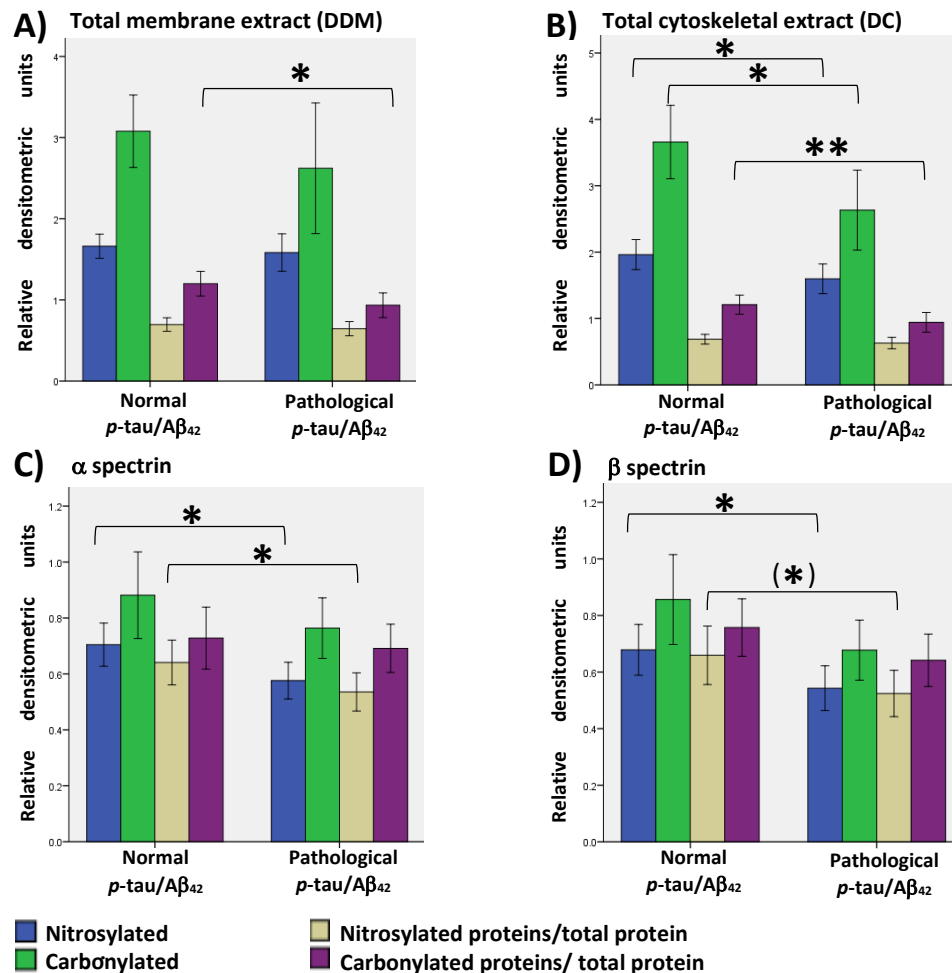 A) Total membrane extract (DDM)
Relative densitometric units
4
3
2
1
0
*
Normal
p-tau/Aβ42
Pathological
p-tau/Aβ42
B) Total cytoskeletal extract (DC)
Relative densitometric units
5
4
3
2
1
0
*
*
**
Normal
p-tau/Aβ42
Pathological
p-tau/Aβ42
C) α spectrin
Relative densitometric units
1.2
1.0
0.8
0.6
0.4
0.2
0.0
*
*
Normal
p-tau/Aβ42
Pathological
p-tau/Aβ42
D) β spectrin
Relative densitometric units
1.2
1.0
0.8
0.6
0.4
0.2
0.0
*
(*)
Normal
p-tau/Aβ42
Pathological
p-tau/Aβ42
Nitrosylated
Carbσnylated
Nitrosylated proteins/total protein
Carbonylated proteins/ total protein